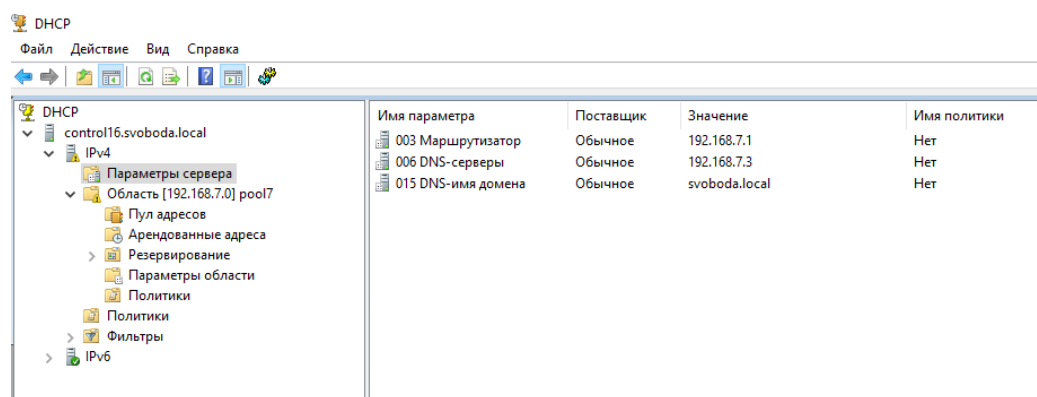 DHCP
Файл Действие Вид Справка
DHCP
control16.svoboda.local
IPv4
Параметры сервера
Область [192.168.7.0] pool7
Пул адресов
Арендованные адреса
Резервирование
Параметры области
Политики
Политики
Фильтры
IPv6
Имя параметра Поставщик Значение Имя политики
003 Маршрутизатор Обычное 192.168.7.1 Нет
006 DNS-серверы Обычное 192.168.7.3 Нет
015 DNS-имя домена Обычное svoboda.local Нет